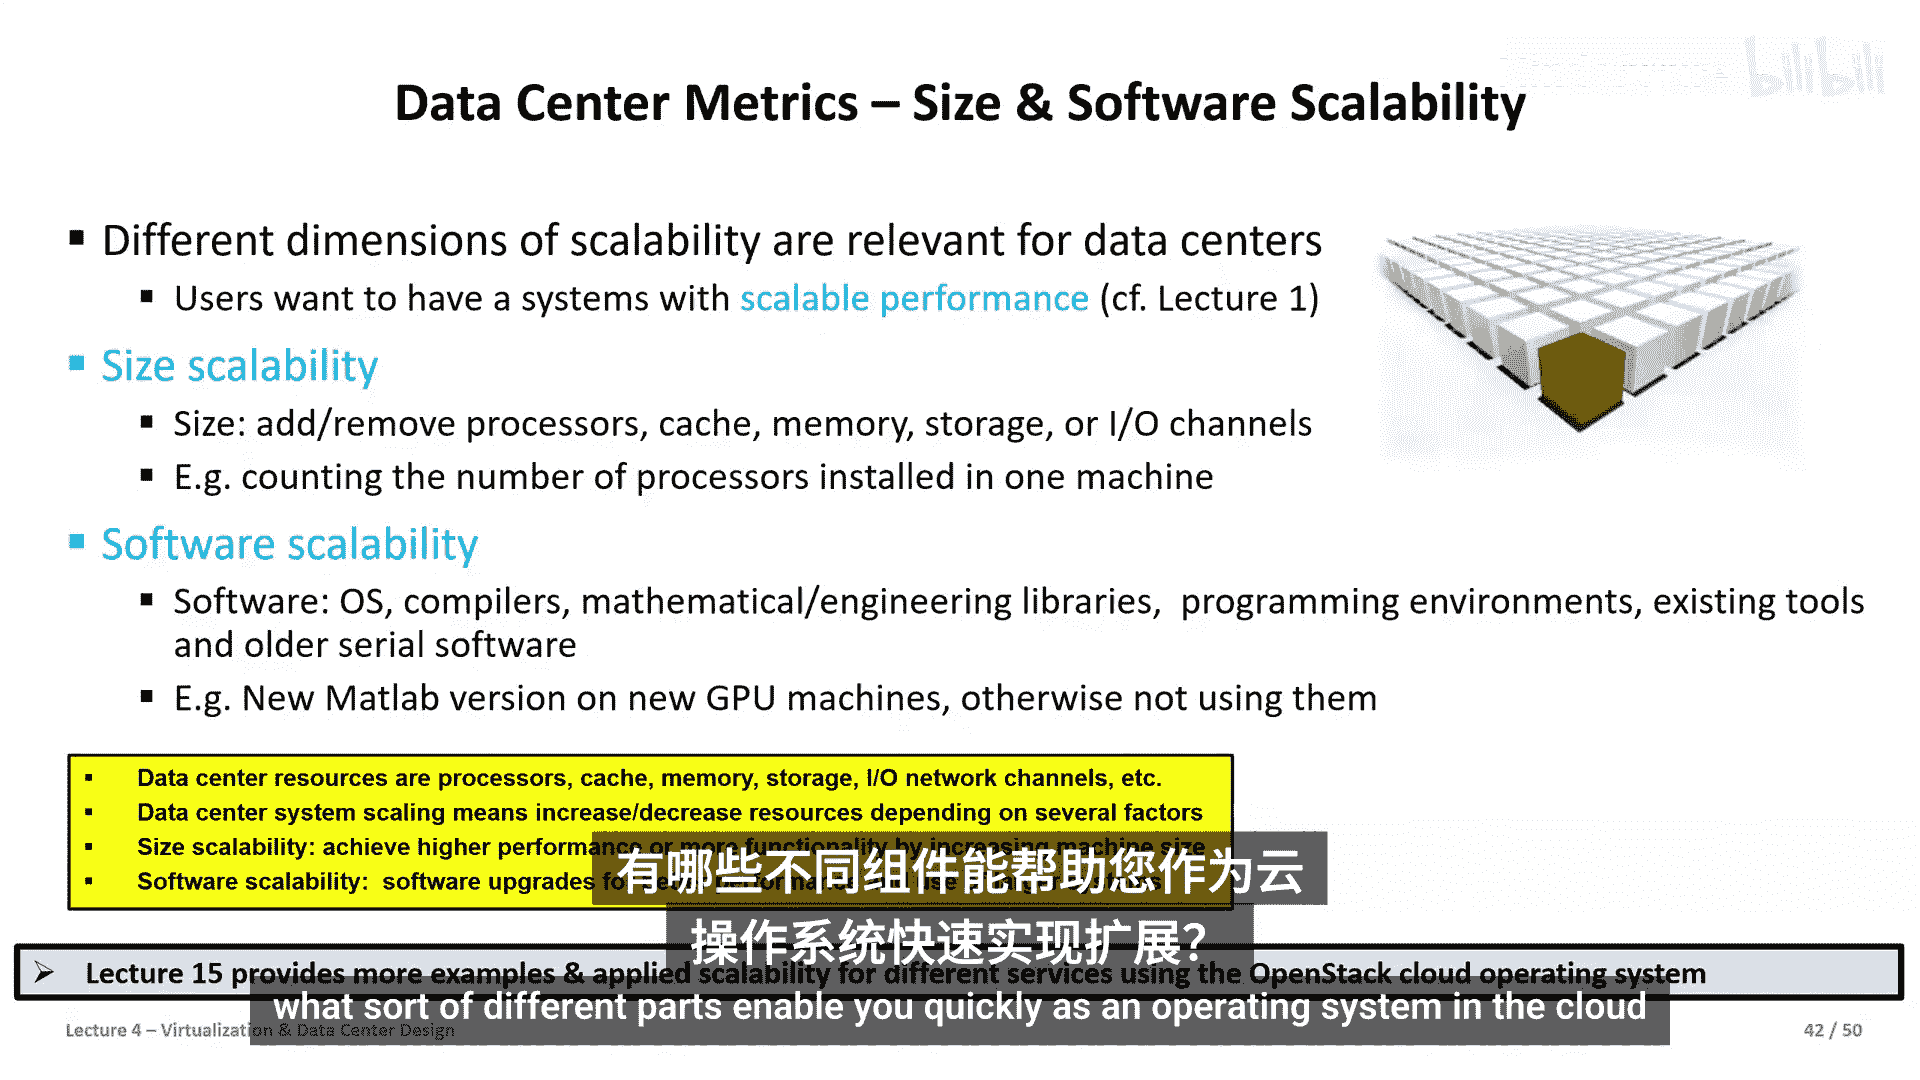 bilibili
Data Center Metrics – Size & Software Scalability
▪ Different dimensions of scalability are relevant for data centers
▪ Users want to have a systems with scalable performance (cf. Lecture 1)
▪ Size scalability
▪ Size: add/remove processors, cache, memory, storage, or I/O channels
▪ E.g. counting the number of processors installed in one machine
▪ Software scalability
▪ Software: OS, compilers, mathematical/engineering libraries, programming environments, existing tools
and older serial software
▪ E.g. New Matlab version on new GPU machines, otherwise not using them
▪ Data center resources are processors, cache, memory, storage, I/O network channels, etc.
▪ Data center system scaling means increase/decrease resources depending on several factors
▪ Size scalability: achieve higher performance or more functionality by increasing machine size
▪ Software scalability: software upgrades
有哪些不同组件能帮助您作为云
操作系统快速实现扩展?
➢ Lecture 15 provides more examples & applied scalability for different services using the OpenStack cloud operating system
what sort of different parts enable you quickly as an operating system in the cloud
Lecture 4 – Virtualization & Data Center Design
42 / 50